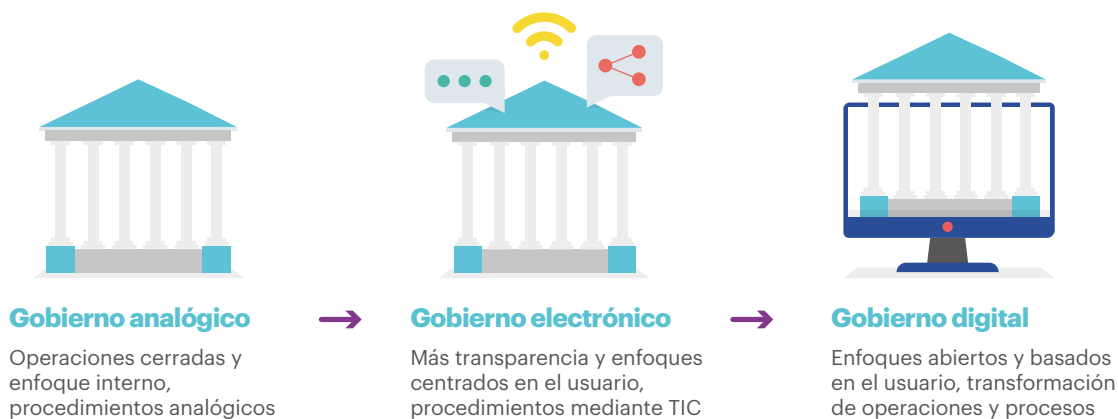 Gobierno analógico
Operaciones cerradas y
enfoque interno,
procedimientos analógicos
Gobierno electrónico
Más transparencia y enfoques
centrados en el usuario,
procedimientos mediante TIC
Gobierno digital
Enfoques abiertos y basados
en el usuario, transformación
de operaciones y procesos